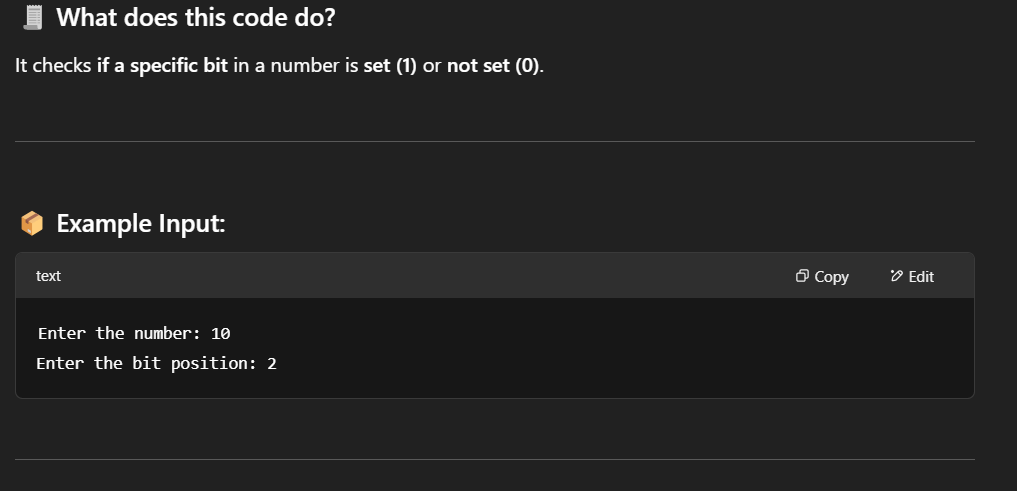 What does this code do?
It checks if a specific bit in a number is set (1) or not set (0).
Example Input:
text Copy Edit
Enter the number: 10
Enter the bit position: 2